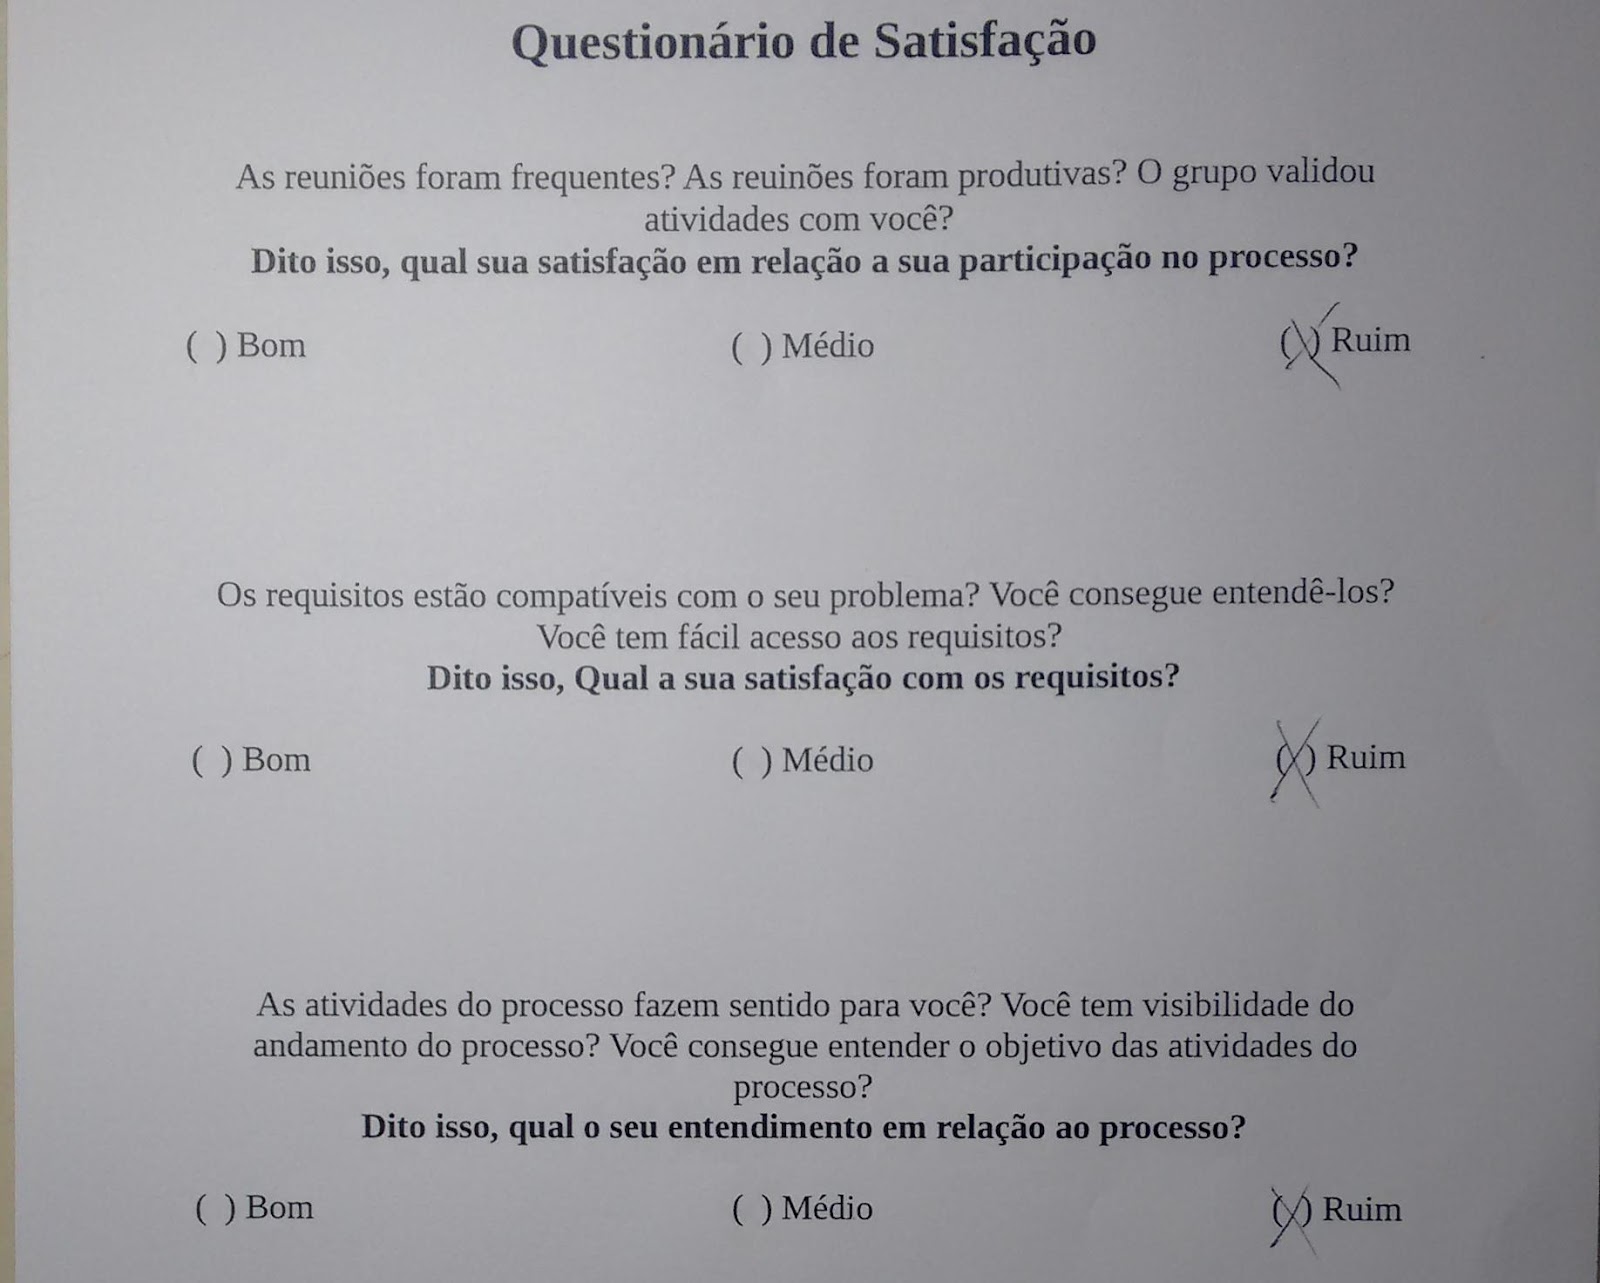 Questionário de Satisfação
As reuniões foram frequentes? As reuinões foram produtivas? O grupo validou
atividades com você?
Dito isso, qual sua satisfação em relação a sua participação no processo?
( ) Bom ( ) Médio (X) Ruim
Os requisitos estão compatíveis com o seu problema? Você consegue entendê-los?
Você tem fácil acesso aos requisitos?
Dito isso, Qual a sua satisfação com os requisitos?
( ) Bom ( ) Médio (X) Ruim
As atividades do processo fazem sentido para você? Você tem visibilidade do
andamento do processo? Você consegue entender o objetivo das atividades do
processo?
Dito isso, qual o seu entendimento em relação ao processo?
( ) Bom ( ) Médio (X) Ruim